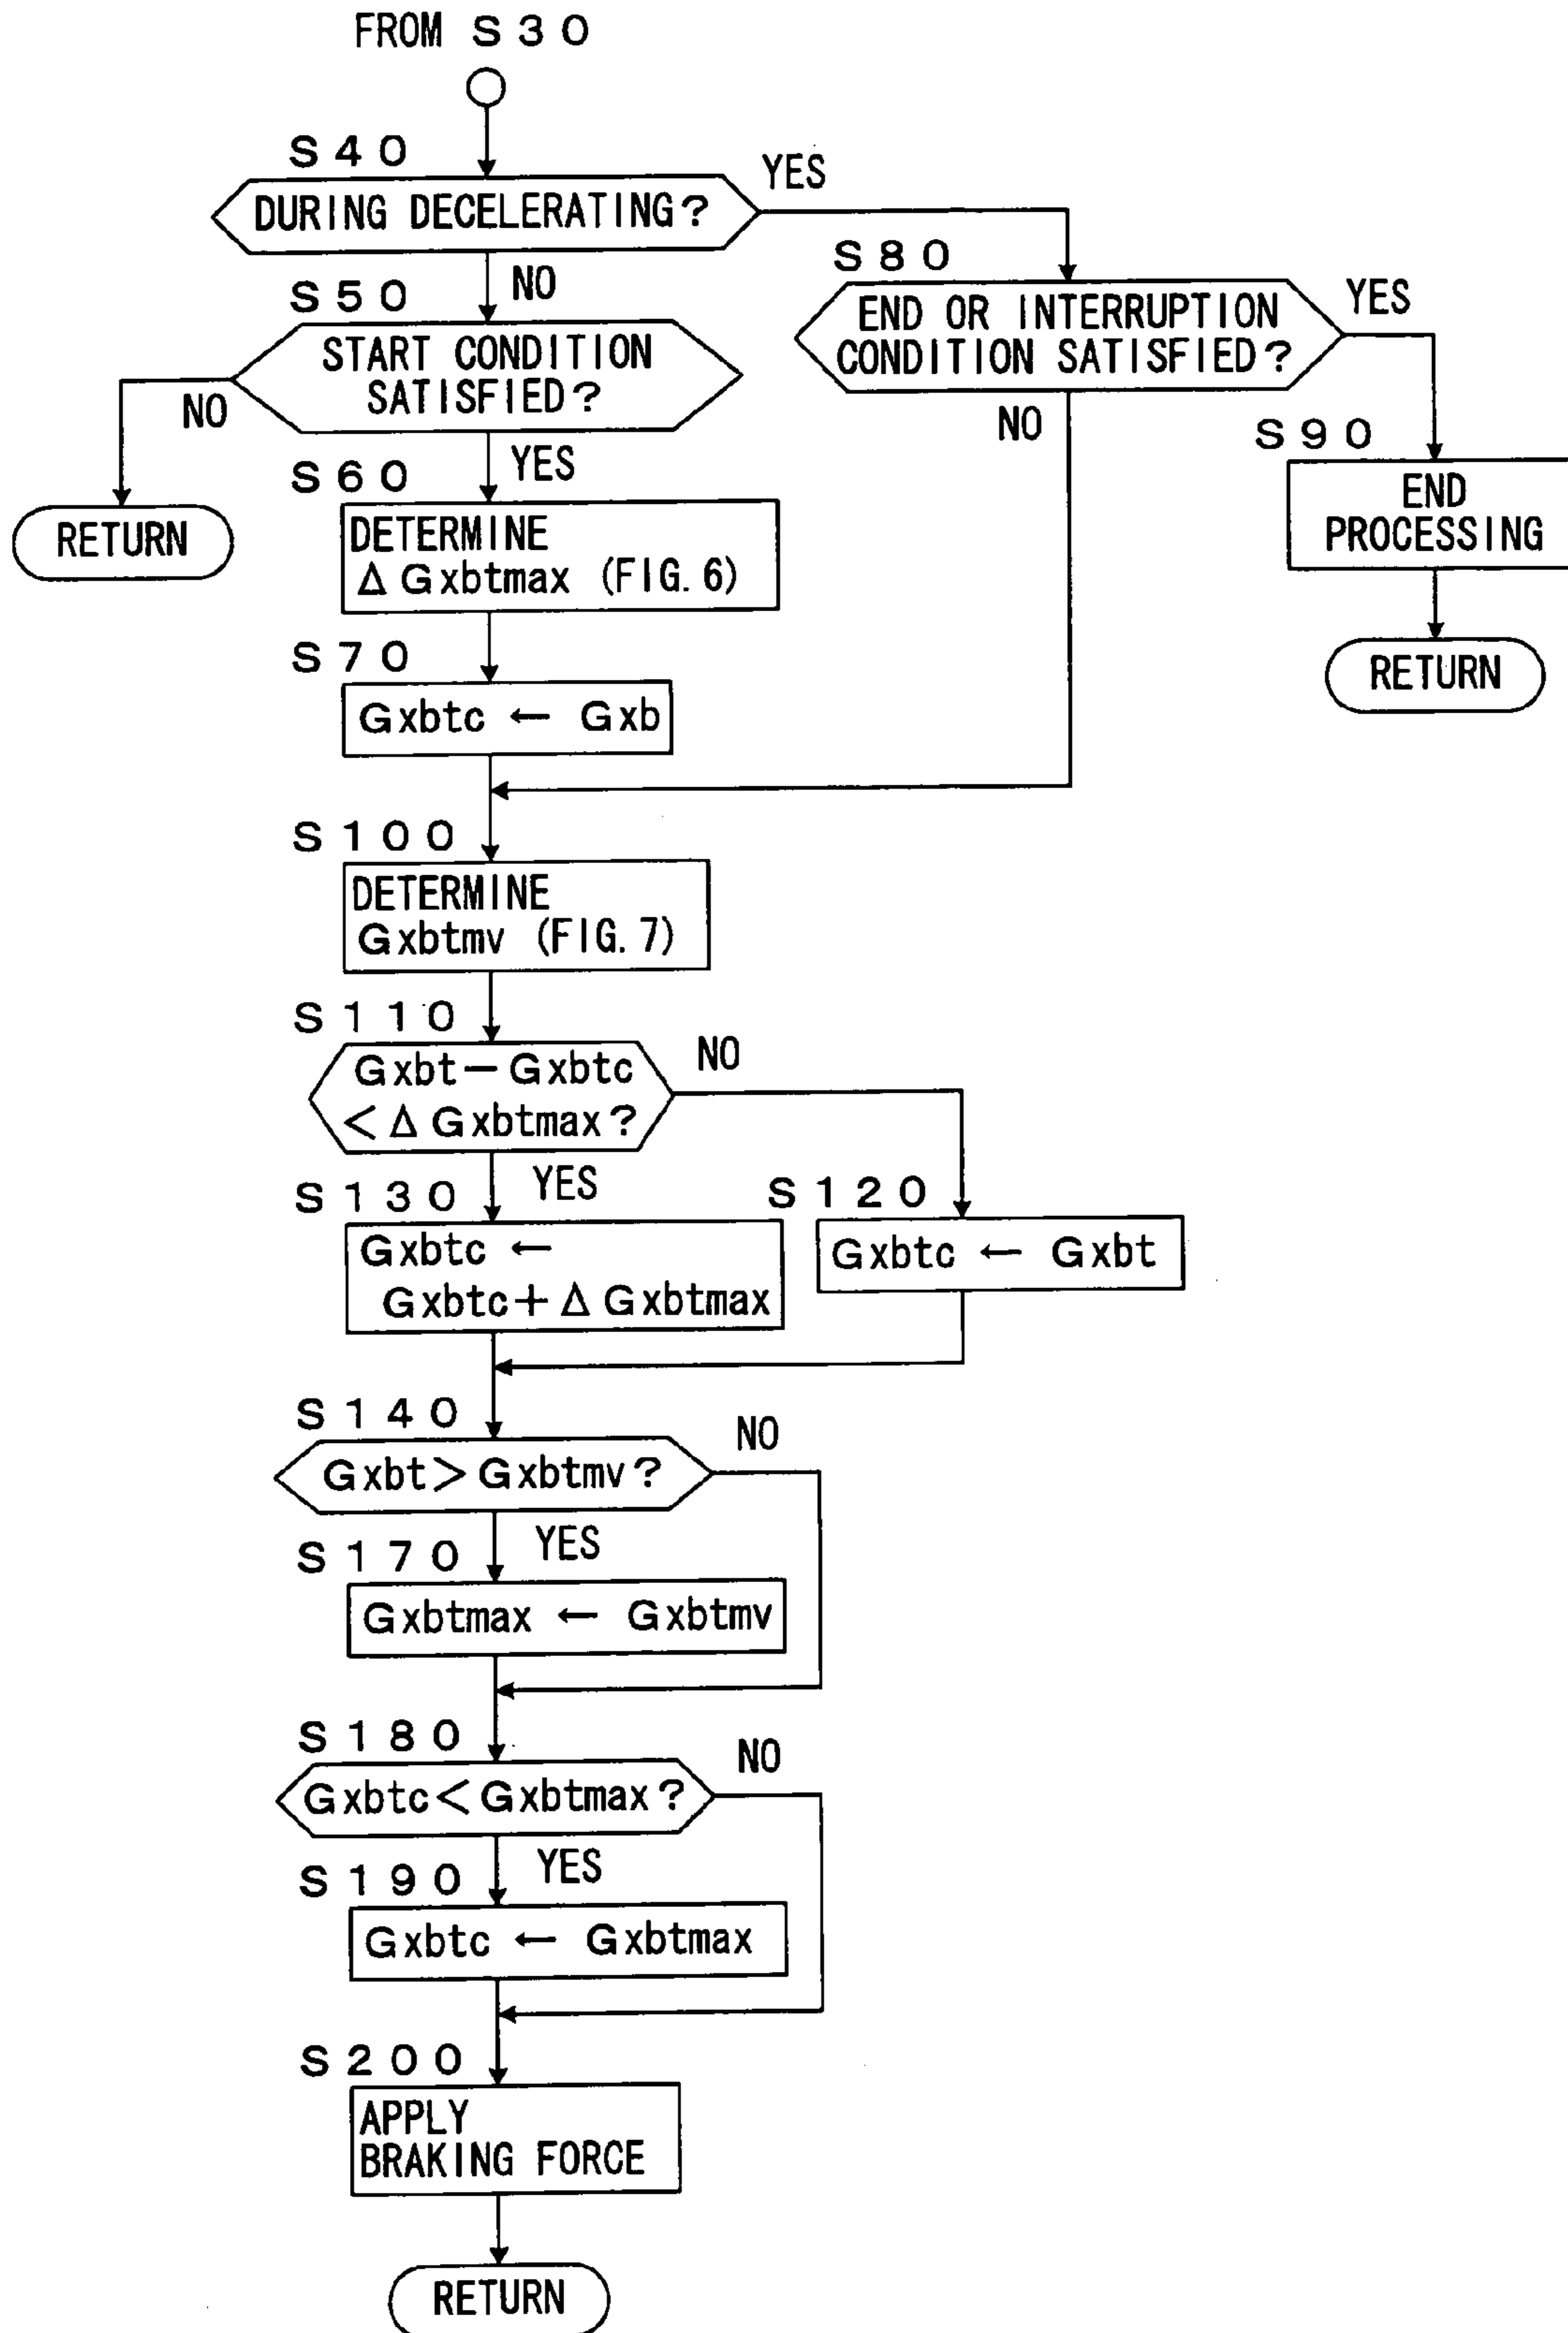 FROM S30
S40
DURING DECELERATING?
YES
NO
S50
START CONDITION
SATISFIED?
NO
YES
RETURN
S80
END OR INTERRUPTION
CONDITION SATISFIED?
YES
NO
S90
END
PROCESSING
RETURN
S60
DETERMINE
Δ Gxbtmax (FIG. 6)
S70
Gxbtc ← Gxb
S100
DETERMINE
Gxbtmv (FIG. 7)
S110
Gxbt－Gxbtc
< Δ Gxbtmax?
NO
YES
S130
Gxbtc ←
Gxbtc+ΔGxbtmax
S120
Gxbtc ← Gxbt
S140
Gxbt>Gxbtmv?
NO
YES
S170
Gxbtmax ← Gxbtmv
S180
Gxbtc<Gxbtmax?
NO
YES
S190
Gxbtc ← Gxbtmax
S200
APPLY
BRAKING FORCE
RETURN